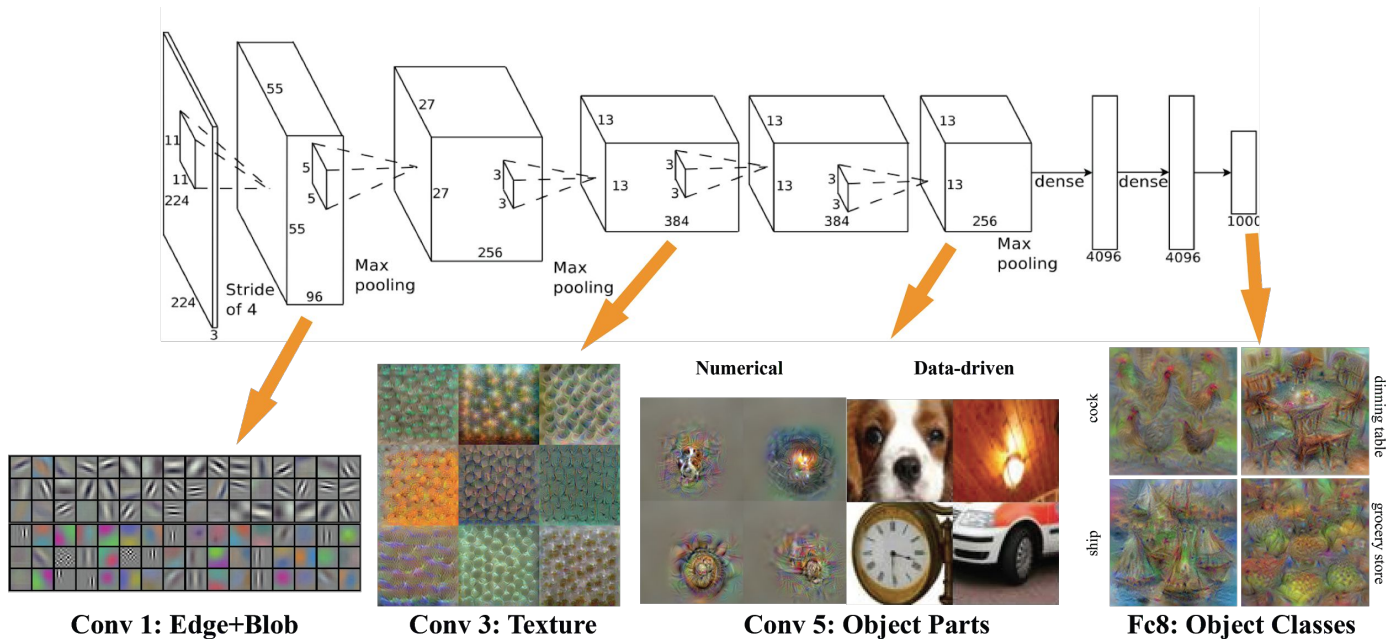 55
27
13
13
13
11
11
224
5
5
55
27
3
3
13
3
3
13
3
3
13
dense
dense
384
384
256
1000
256
Max
pooling
4096
4096
Max
pooling
Max
pooling
224
Stride
of 4
96
3
Numerical
Data-driven
cock
dinning table
ship
grocery store
Conv 1: Edge+Blob
Conv 3: Texture
Conv 5: Object Parts
Fc8: Object Classes